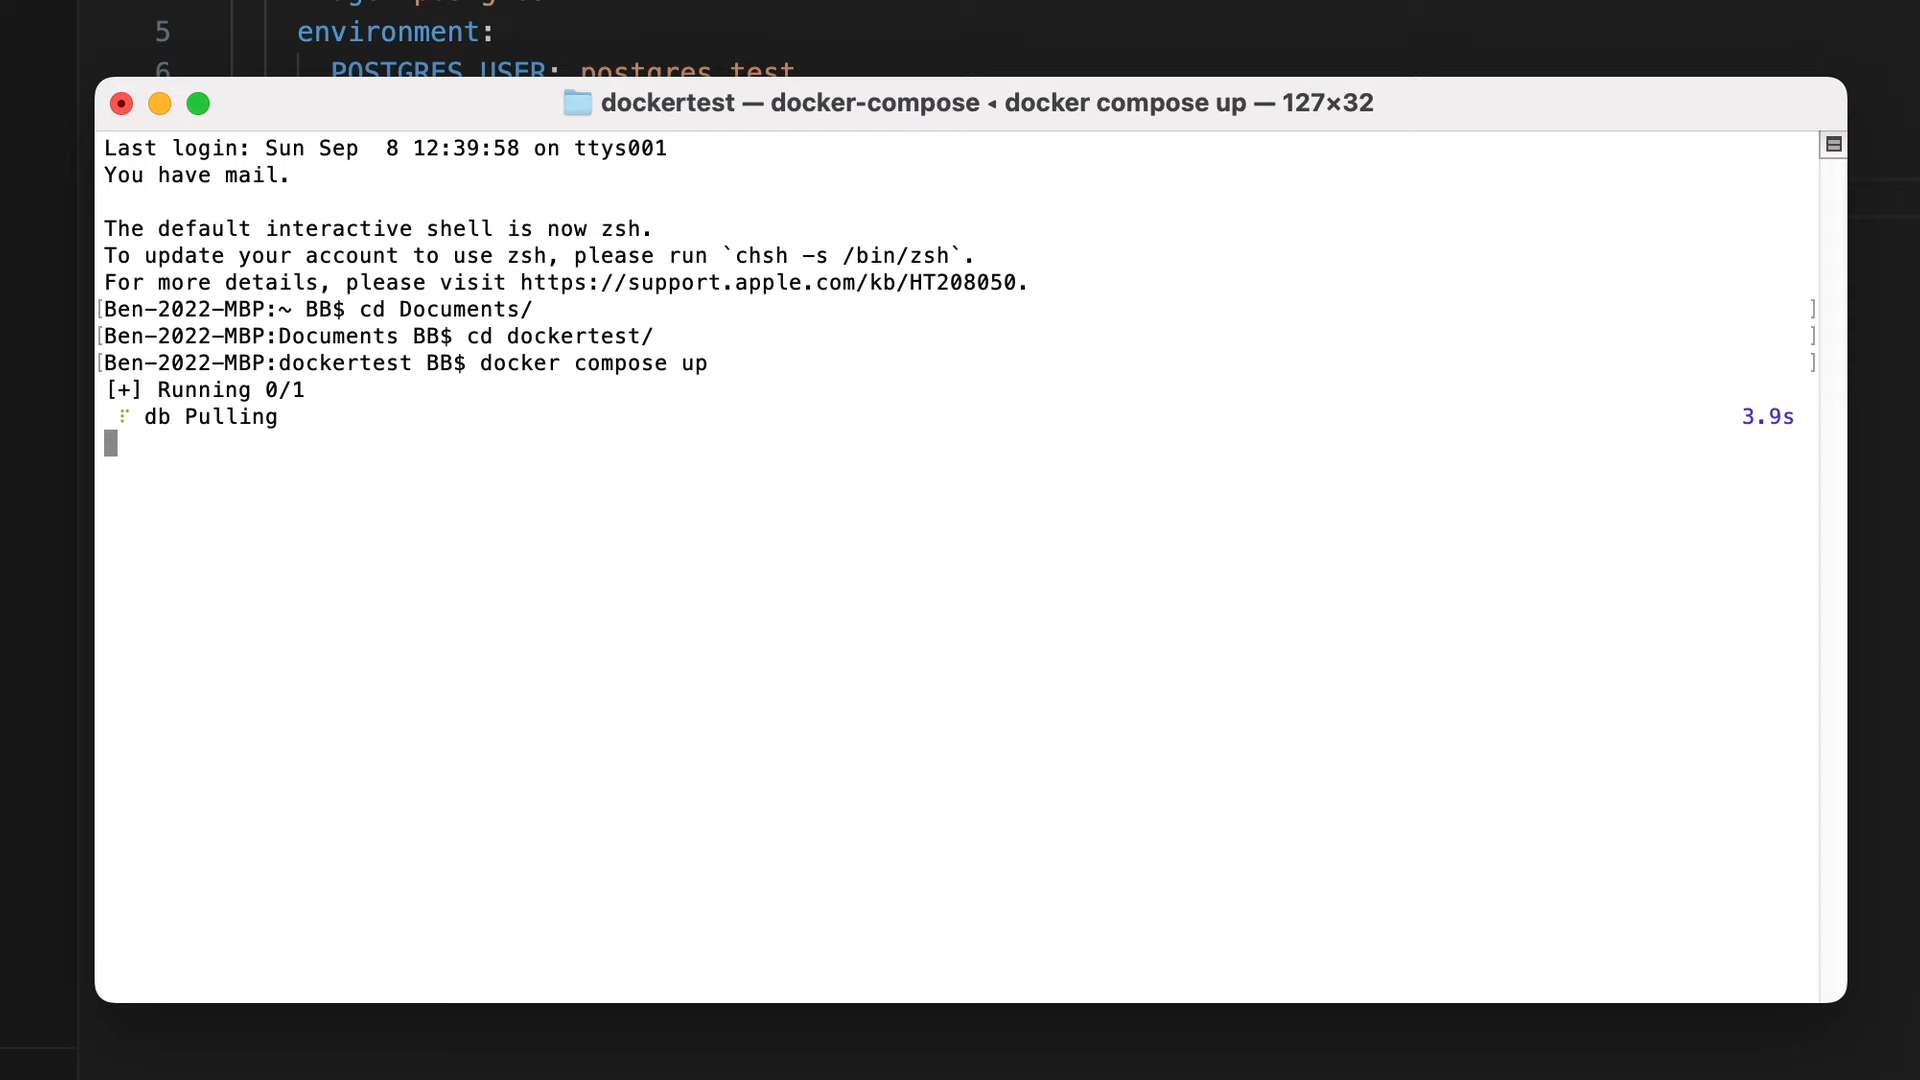 5 environment:
6 POSTGRES_USER: postgres_test
dockertest — docker-compose ◂ docker compose up — 127×32
Last login: Sun Sep  8 12:39:58 on ttys001
You have mail.
The default interactive shell is now zsh.
To update your account to use zsh, please run `chsh -s /bin/zsh`.
For more details, please visit https://support.apple.com/kb/HT208050.
[Ben-2022-MBP:~ BB$ cd Documents/ ]
[Ben-2022-MBP:Documents BB$ cd dockertest/ ]
[Ben-2022-MBP:dockertest BB$ docker compose up ]
[+] Running 0/1
⠏ db Pulling 3.9s